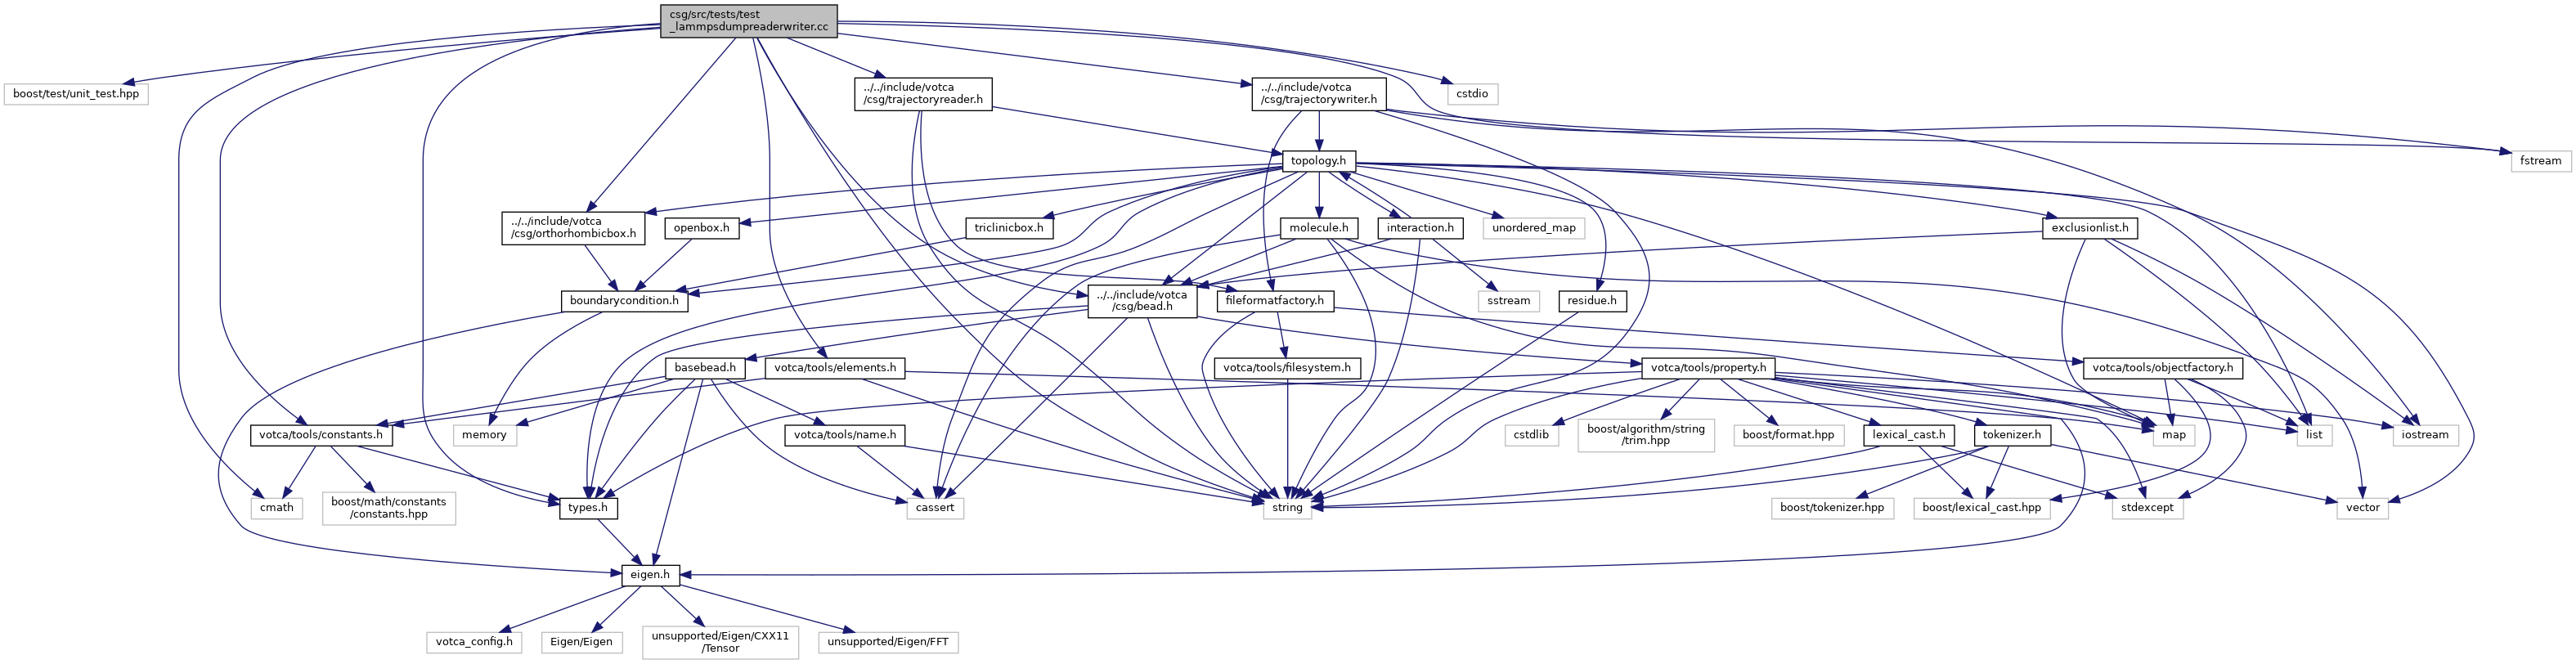 csg/src/tests/test
_lammpsdumpreaderwriter.cc
boost/test/unit_test.hpp
../../include/votca
/csg/trajectoryreader.h
../../include/votca
/csg/trajectorywriter.h
cstdio
topology.h
fstream
../../include/votca
/csg/orthorhombicbox.h
openbox.h
triclinicbox.h
molecule.h
interaction.h
unordered_map
exclusionlist.h
boundarycondition.h
../../include/votca
/csg/bead.h
fileformatfactory.h
sstream
residue.h
basebead.h
votca/tools/elements.h
votca/tools/filesystem.h
votca/tools/property.h
votca/tools/objectfactory.h
votca/tools/constants.h
memory
votca/tools/name.h
cstdlib
boost/algorithm/string
/trim.hpp
boost/format.hpp
lexical_cast.h
tokenizer.h
map
list
iostream
cmath
boost/math/constants
/constants.hpp
types.h
cassert
string
boost/tokenizer.hpp
boost/lexical_cast.hpp
stdexcept
vector
eigen.h
votca_config.h
Eigen/Eigen
unsupported/Eigen/CXX11
/Tensor
unsupported/Eigen/FFT